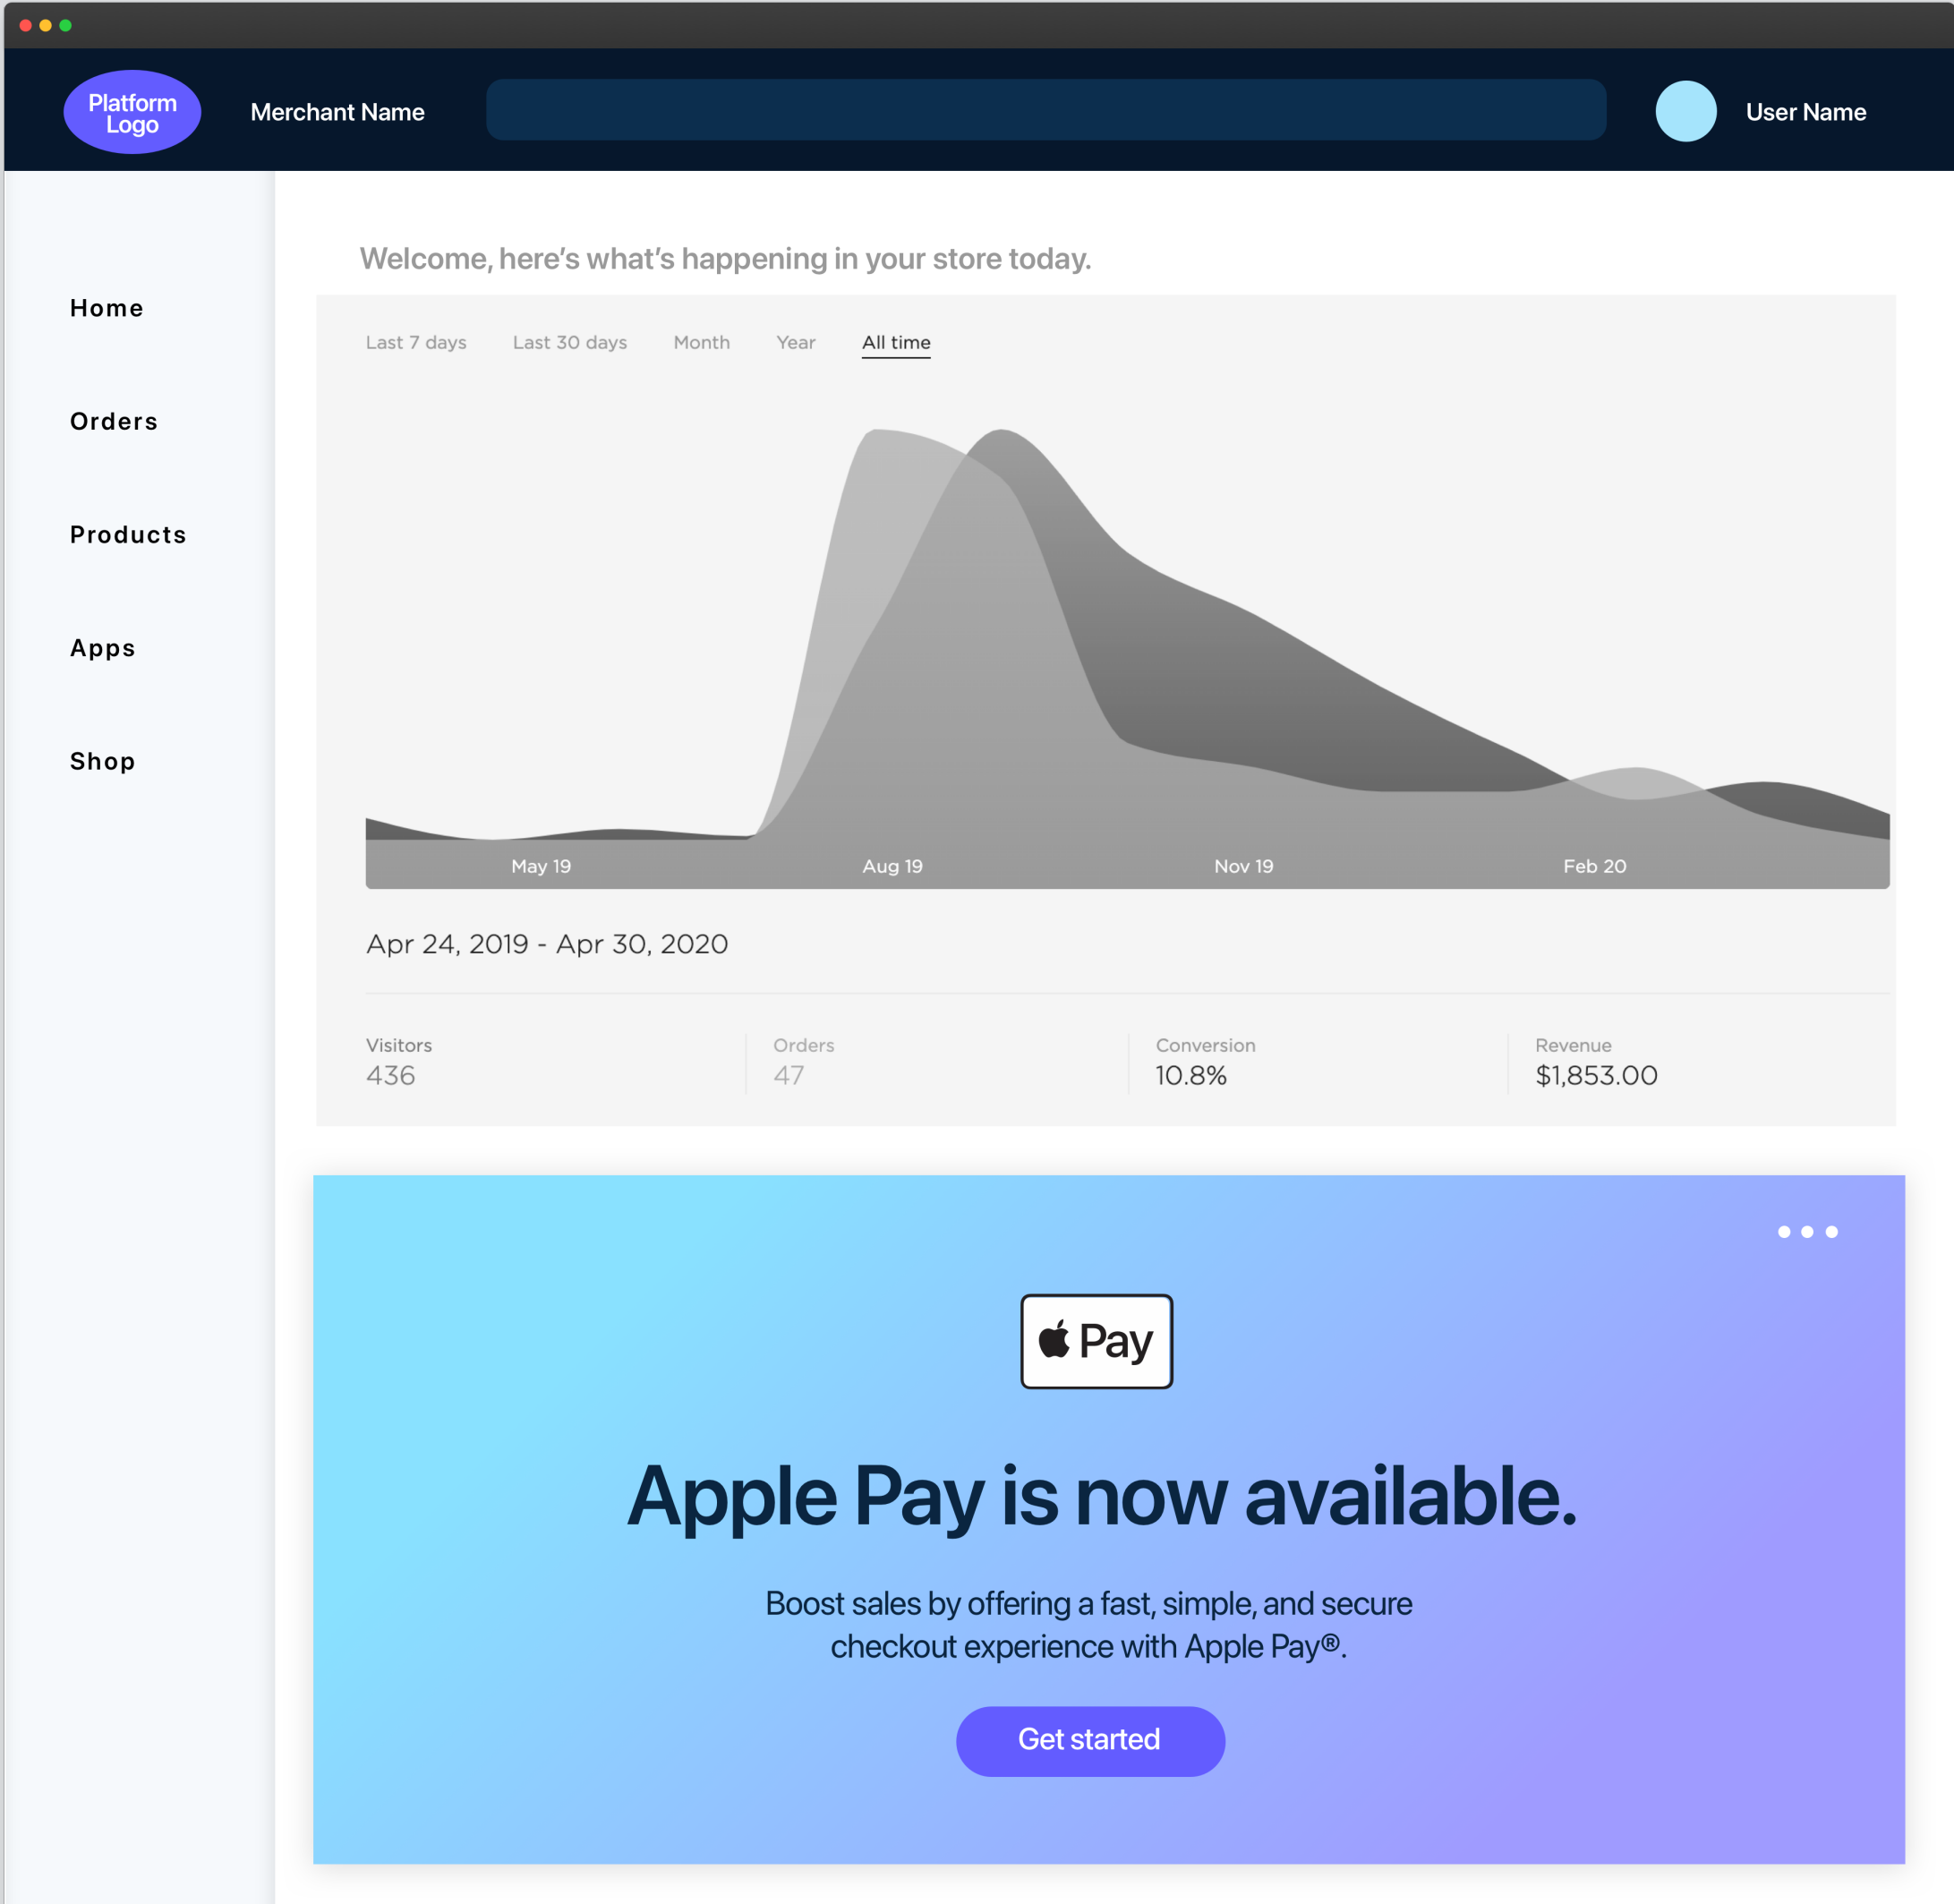 Platform
Logo
Merchant Name
User Name
Home
Orders
Products
Apps
Shop
Welcome, here’s what’s happening in your store today.
Last 7 days Last 30 days Month Year All time
May 19 Aug 19 Nov 19 Feb 20
Apr 24, 2019 - Apr 30, 2020
Visitors Orders Conversion Revenue
436 47 10.8% $1,853.00
Pay
Apple Pay is now available.
Boost sales by offering a fast, simple, and secure
checkout experience with Apple Pay®.
Get started